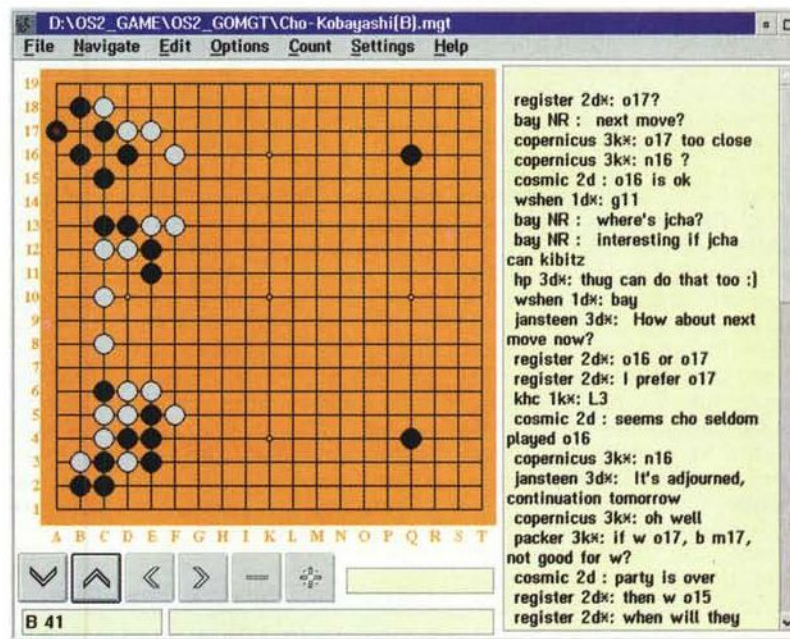 D:\OS2_GAME\OS2_GOMGT\Cho-Kobayashi(B).mgt
File Navigate Edit Options Count Settings Help
19
18
17
16
15
13
12
11
10
9
8
7
6
5
4
3
2
1
A B C D E F G H I K L M N O P Q R S T
B 41
register 2d*: o17?
bay NR : next move?
copernicus 3k*: o17 too close
copernicus 3k*: n16 ?
cosmic 2d : o16 is ok
wshen 1d*: g11
bay NR : where's jcha?
bay NR : interesting if jcha
can kibitz
hp 3d*: thug can do that too :]
wshen 1d*: bay
jansteen 3d*: How about next
move now?
register 2d*: o16 or o17
register 2d*: I prefer o17
khc 1k*: L3
cosmic 2d : seems cho seldom
played o16
copernicus 3k*: n16
jansteen 3d*: It's adjourned,
continuation tomorrow
copernicus 3k*: oh well
packer 3k*: if w o17, b m17,
not good for w?
cosmic 2d : party is over
register 2d*: then w o15
register 2d*: when will they